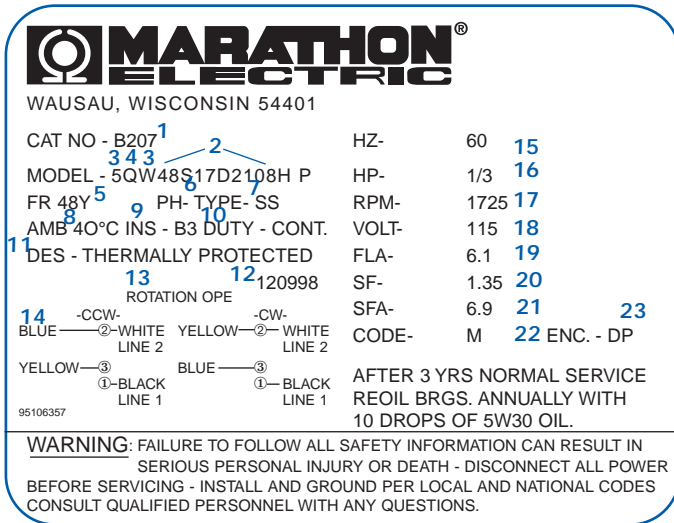 MARATHON®
ELECTRIC
WAUSAU, WISCONSIN 54401
CAT NO - B207 1
2
3 4 3
MODEL - 5QW48S17D2108H P
5 6 7
FR 48Y PH- TYPE- SS
8 9 10
AMB 4O°C INS - B3 DUTY - CONT.
11 DES - THERMALLY PROTECTED
13 12 120998
ROTATION OPE
14 -CCW- -CW-
BLUE ② WHITE YELLOW ② WHITE
LINE 2 LINE 2
YELLOW ③ BLUE ③
① BLACK ① BLACK
LINE 1 LINE 1
95106357
HZ- 60 15
HP- 1/3 16
RPM- 1725 17
VOLT- 115 18
FLA- 6.1 19
SF- 1.35 20
SFA- 6.9 21 23
CODE- M 22 ENC. - DP
AFTER 3 YRS NORMAL SERVICE
REOIL BRGS. ANNUALLY WITH
10 DROPS OF 5W30 OIL.
WARNING: FAILURE TO FOLLOW ALL SAFETY INFORMATION CAN RESULT IN
SERIOUS PERSONAL INJURY OR DEATH - DISCONNECT ALL POWER
BEFORE SERVICING - INSTALL AND GROUND PER LOCAL AND NATIONAL CODES
CONSULT QUALIFIED PERSONNEL WITH ANY QUESTIONS.